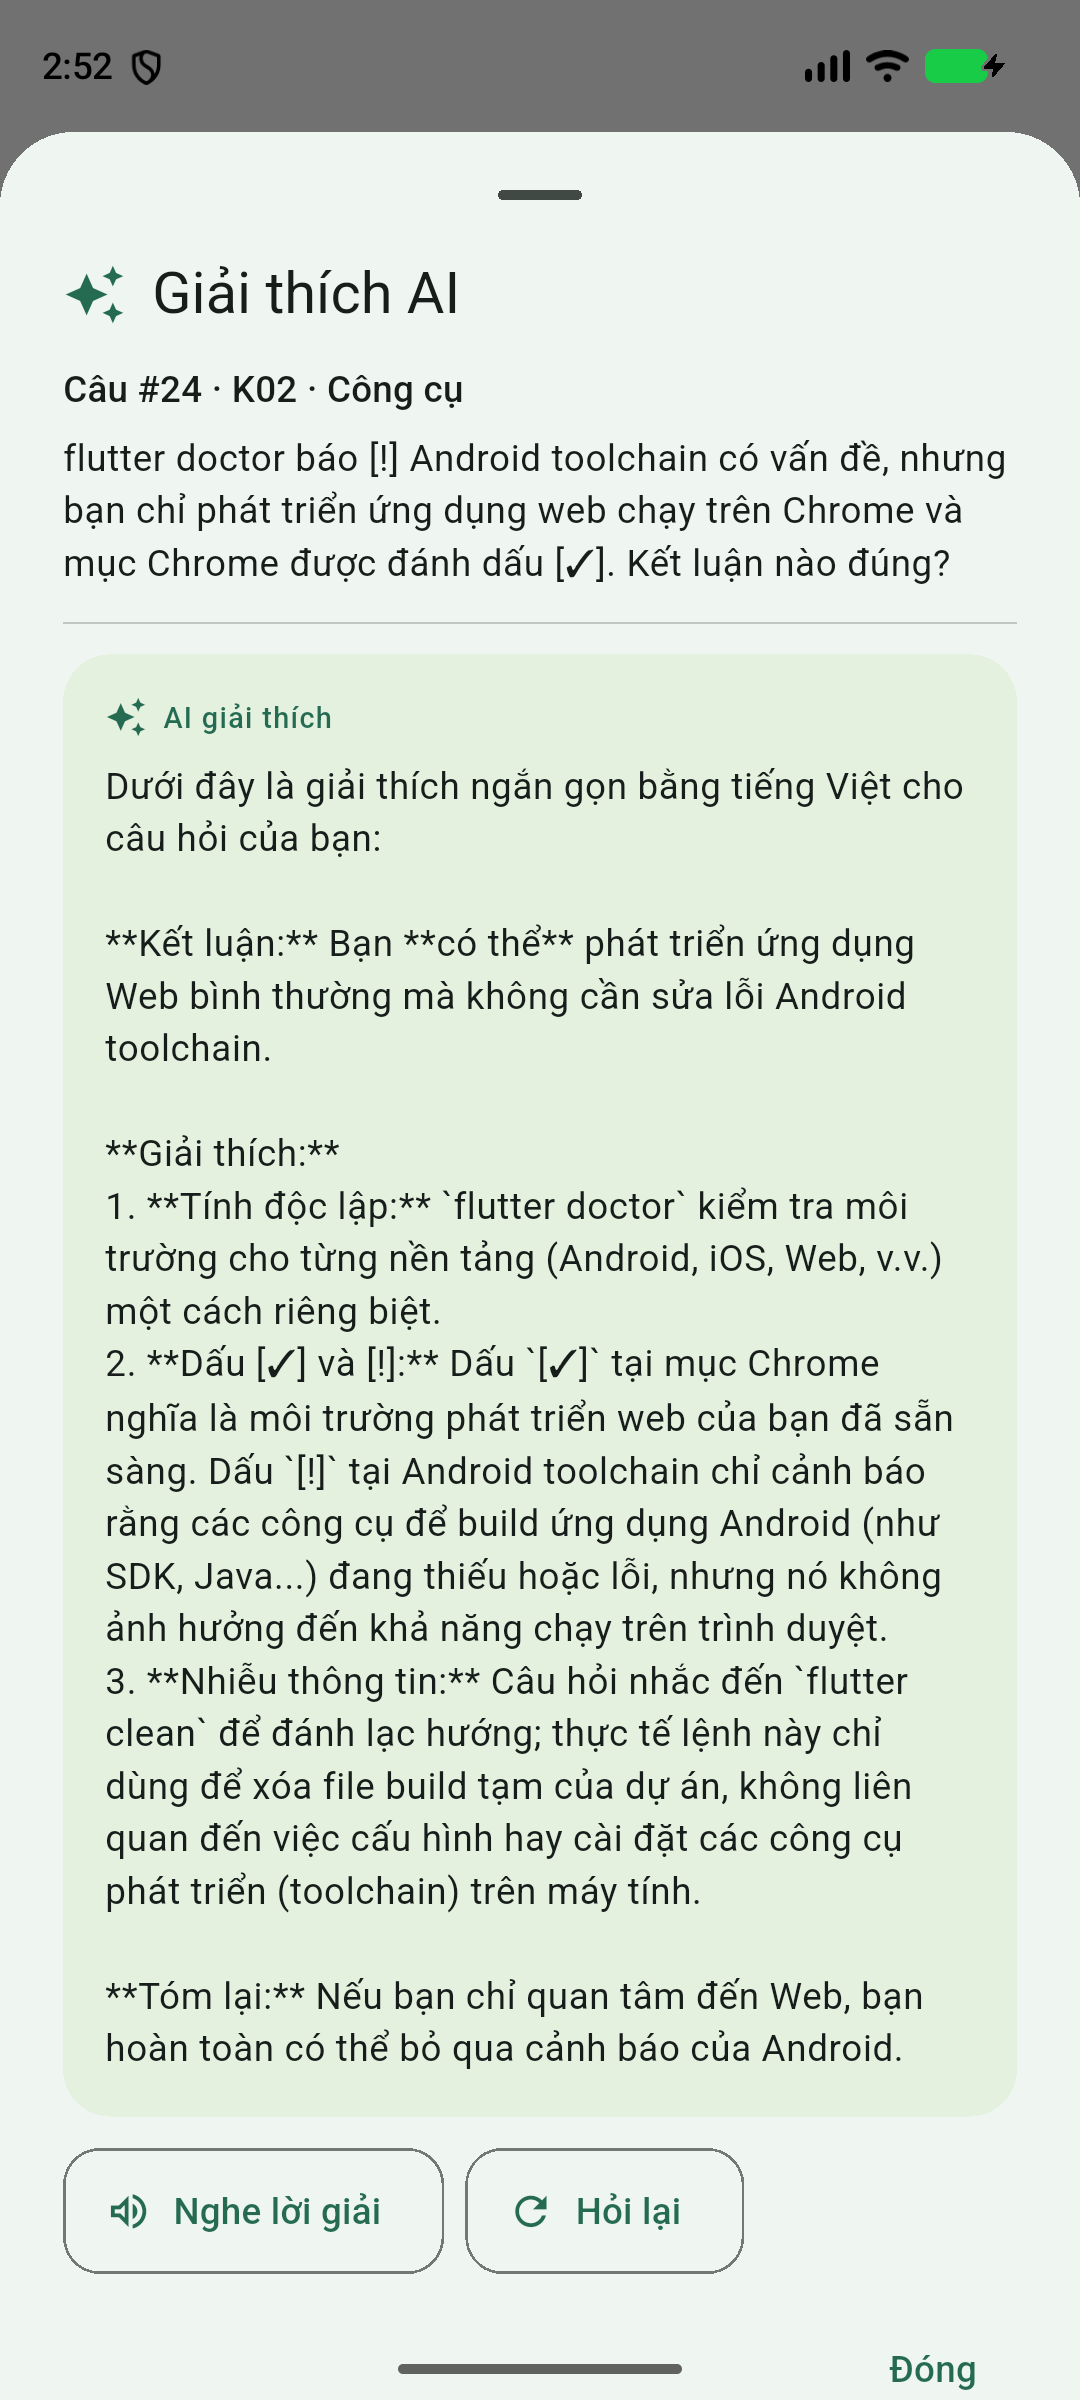 2:52
Giải thích AI
Câu #24 · K02 · Công cụ
flutter doctor báo [!] Android toolchain có vấn đề, nhưng
bạn chỉ phát triển ứng dụng web chạy trên Chrome và
mục Chrome được đánh dấu [✓]. Kết luận nào đúng?
AI giải thích
Dưới đây là giải thích ngắn gọn bằng tiếng Việt cho
câu hỏi của bạn:
**Kết luận:** Bạn **có thể** phát triển ứng dụng
Web bình thường mà không cần sửa lỗi Android
toolchain.
**Giải thích:**
1. **Tính độc lập:** `flutter doctor` kiểm tra môi
trường cho từng nền tảng (Android, iOS, Web, v.v.)
một cách riêng biệt.
2. **Dấu [✓] và [!]:** Dấu `[✓]` tại mục Chrome
nghĩa là môi trường phát triển web của bạn đã sẵn
sàng. Dấu `[!]` tại Android toolchain chỉ cảnh báo
rằng các công cụ để build ứng dụng Android (như
SDK, Java...) đang thiếu hoặc lỗi, nhưng nó không
ảnh hưởng đến khả năng chạy trên trình duyệt.
3. **Nhiễu thông tin:** Câu hỏi nhắc đến `flutter
clean` để đánh lạc hướng; thực tế lệnh này chỉ
dùng để xóa file build tạm của dự án, không liên
quan đến việc cấu hình hay cài đặt các công cụ
phát triển (toolchain) trên máy tính.
**Tóm lại:** Nếu bạn chỉ quan tâm đến Web, bạn
hoàn toàn có thể bỏ qua cảnh báo của Android.
Nghe lời giải
Hỏi lại
Đóng